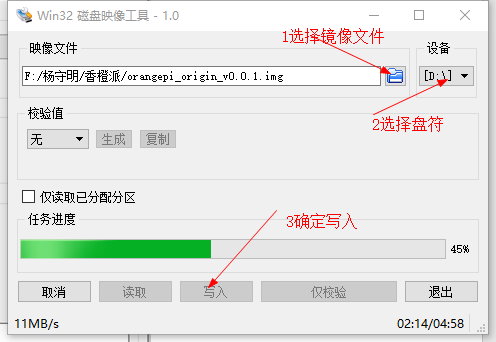 Win32 磁盘映像工具 - 1.0
1选择镜像文件
映像文件
设备
F:/杨守明/香橙派/orangepi_origin_v0.0.1.img
[D:\]
2选择盘符
校验值
无
生成
复制
仅读取已分配分区
任务进度
3确定写入
45%
取消
读取
写入
仅校验
退出
11MB/s
02:14/04:58